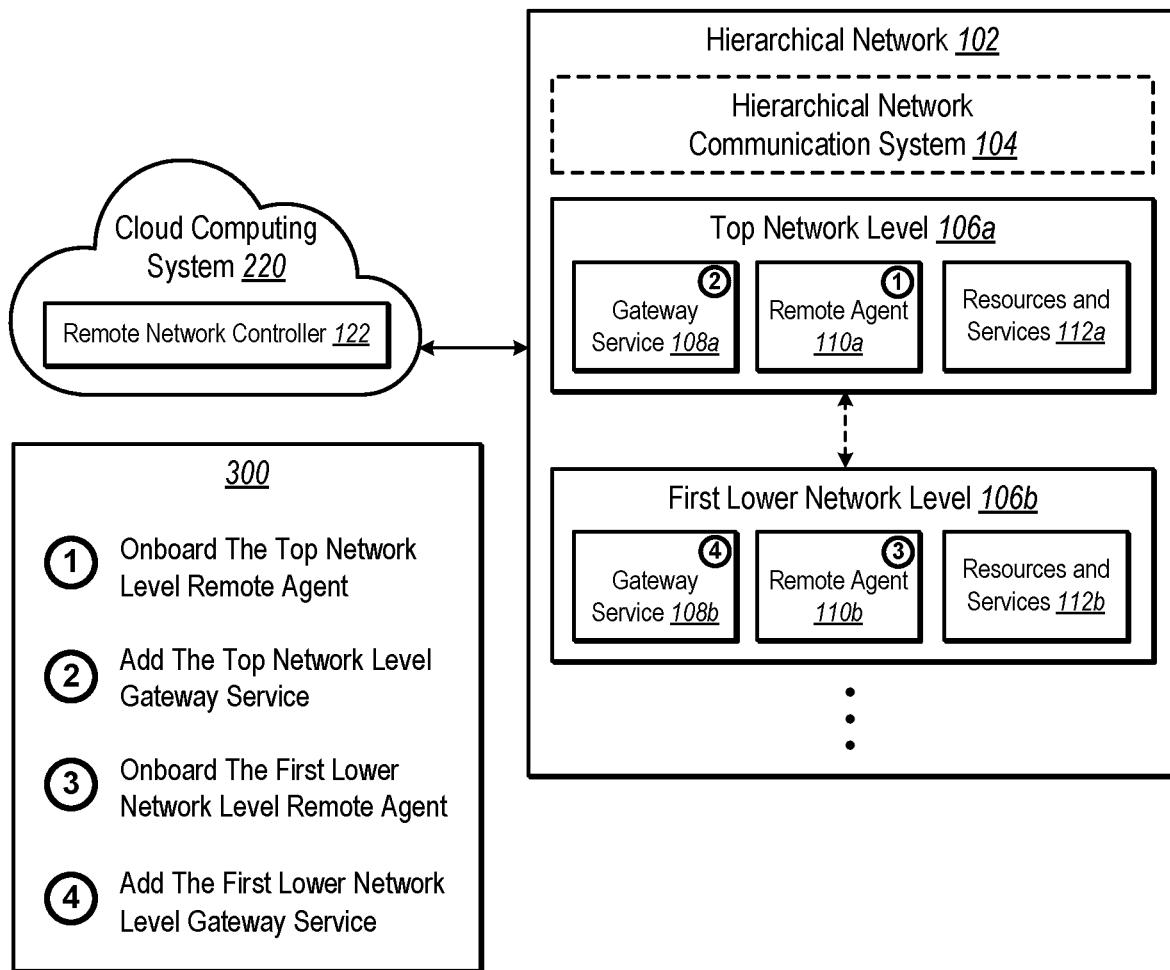 Hierarchical Network 102
Hierarchical Network
Communication System 104
Cloud Computing
System 220
Remote Network Controller 122
Top Network Level 106a
2
Gateway
Service 108a
1
Remote Agent
110a
Resources and
Services 112a
First Lower Network Level 106b
4
Gateway
Service 108b
3
Remote Agent
110b
Resources and
Services 112b
300
1
Onboard The Top Network
Level Remote Agent
2
Add The Top Network Level
Gateway Service
3
Onboard The First Lower
Network Level Remote Agent
4
Add The First Lower Network
Level Gateway Service